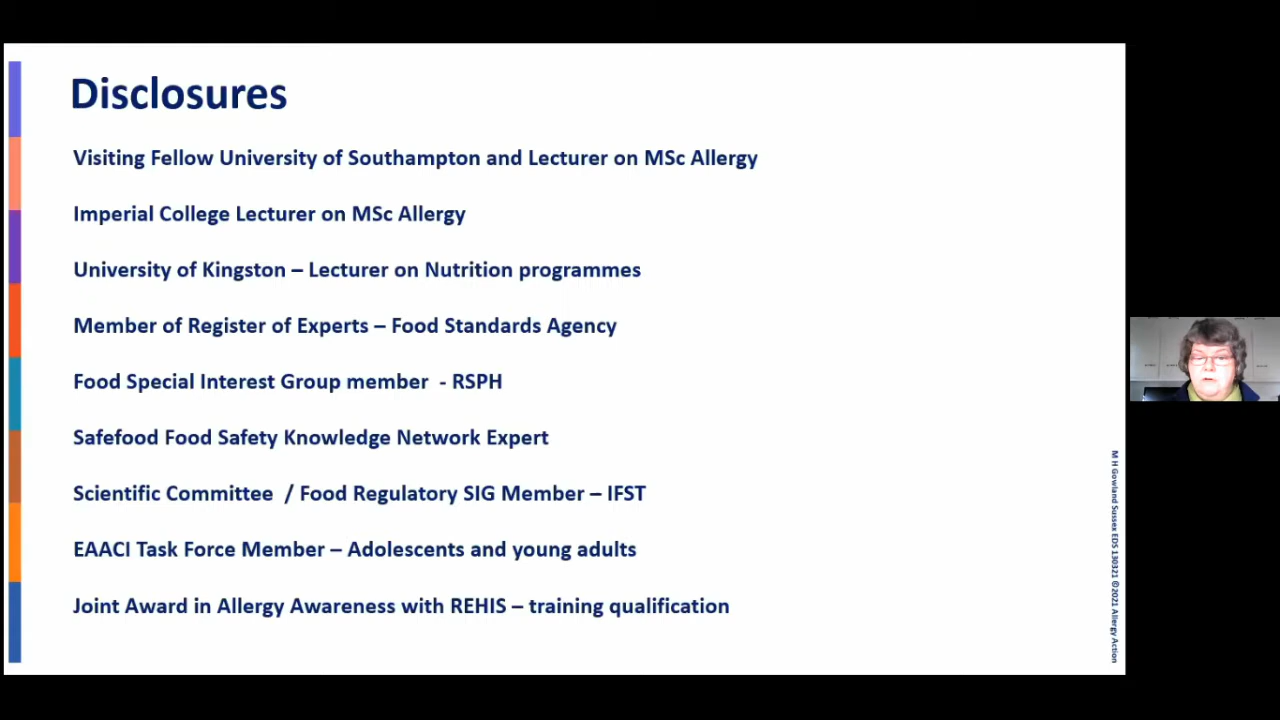 Disclosures
Visiting Fellow University of Southampton and Lecturer on MSc Allergy
Imperial College Lecturer on MSc Allergy
University of Kingston – Lecturer on Nutrition programmes
Member of Register of Experts – Food Standards Agency
Food Special Interest Group member - RSPH
Safefood Food Safety Knowledge Network Expert
Scientific Committee / Food Regulatory SIG Member – IFST
EAACI Task Force Member – Adolescents and young adults
Joint Award in Allergy Awareness with REHIS – training qualification
M H Gowland Sussex EDS 130321 ©2021 Allergy Action